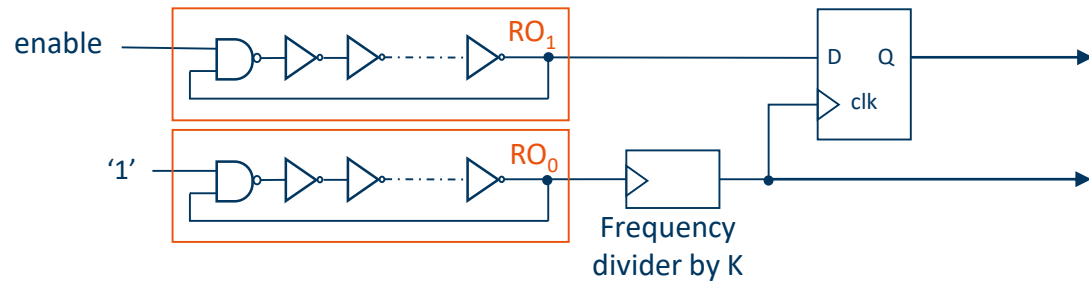 enable
RO1
D Q
clk
‘1’
RO0
Frequency
divider by K